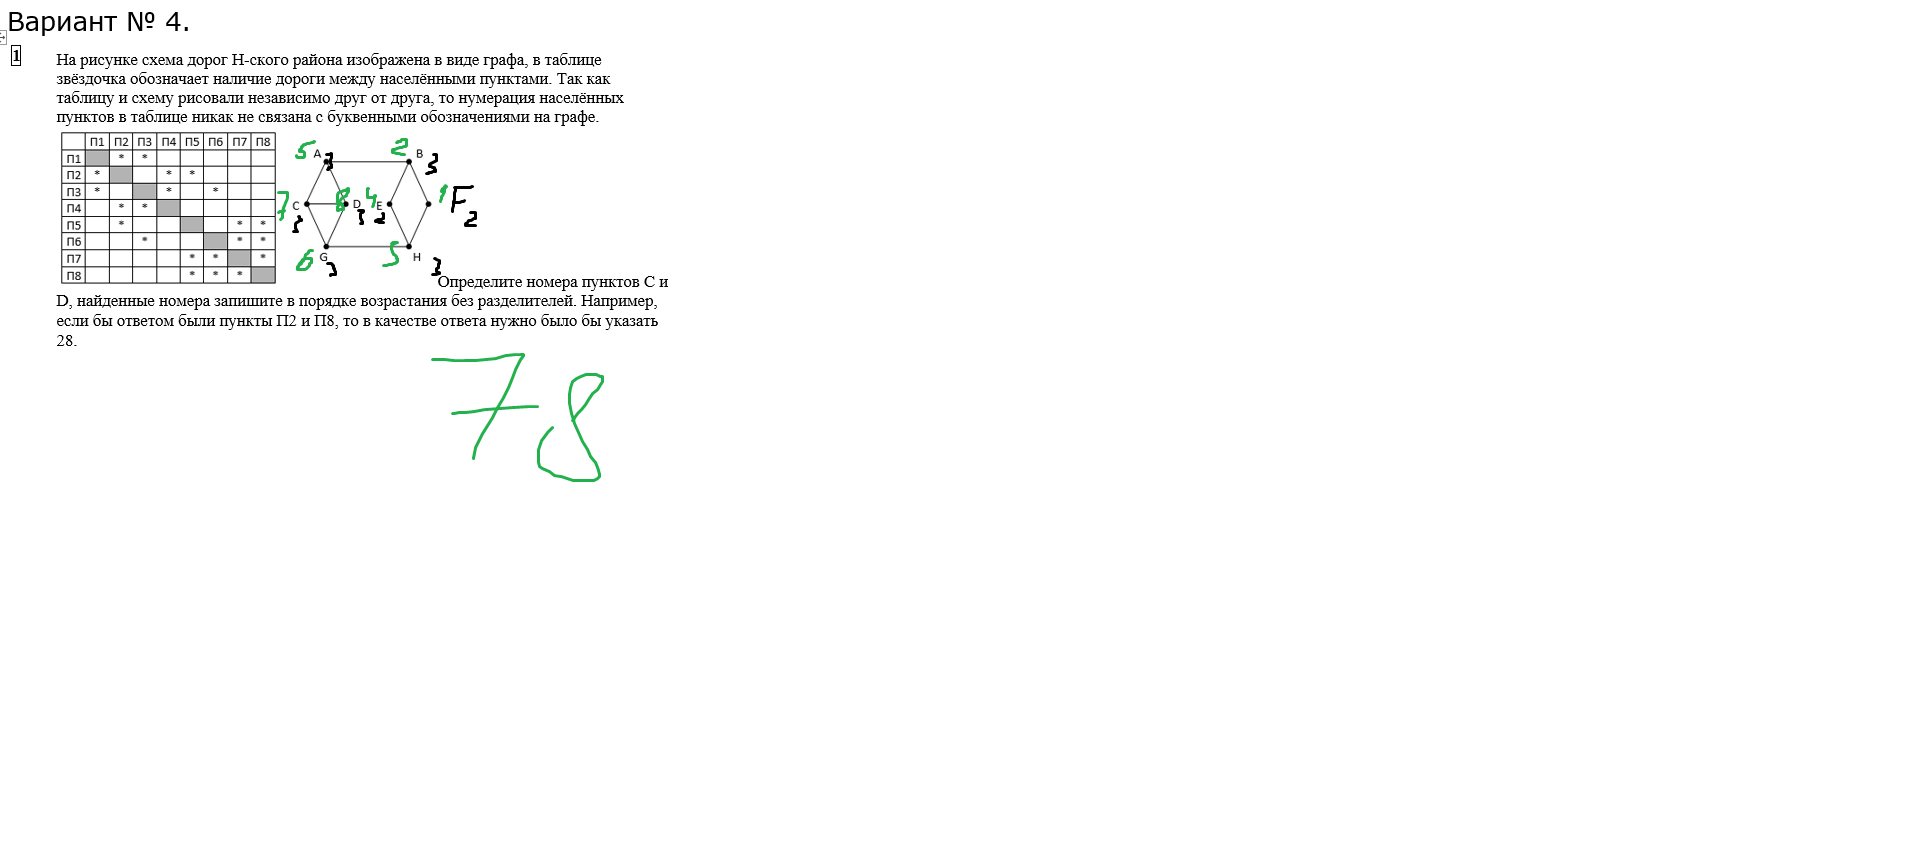 Вариант № 4.
1
На рисунке схема дорог Н-ского района изображена в виде графа, в таблице
звёздочка обозначает наличие дороги между населёнными пунктами. Так как
таблицу и схему рисовали независимо друг от друга, то нумерация населённых
пунктов в таблице никак не связана с буквенными обозначениями на графе.
П1 П2 П3 П4 П5 П6 П7 П8
П1 * *
П2 * * *
П3 * * *
П4 * *
П5 * * *
П6 * * *
П7 * * *
П8 * * *
5 A 3 2 B 3
7 C 3 8 D 3 4 E 2 1 F 2
6 G 3 5 H 3
Определите номера пунктов C и
D, найденные номера запишите в порядке возрастания без разделителей. Например,
если бы ответом были пункты П2 и П8, то в качестве ответа нужно было бы указать
28.
78